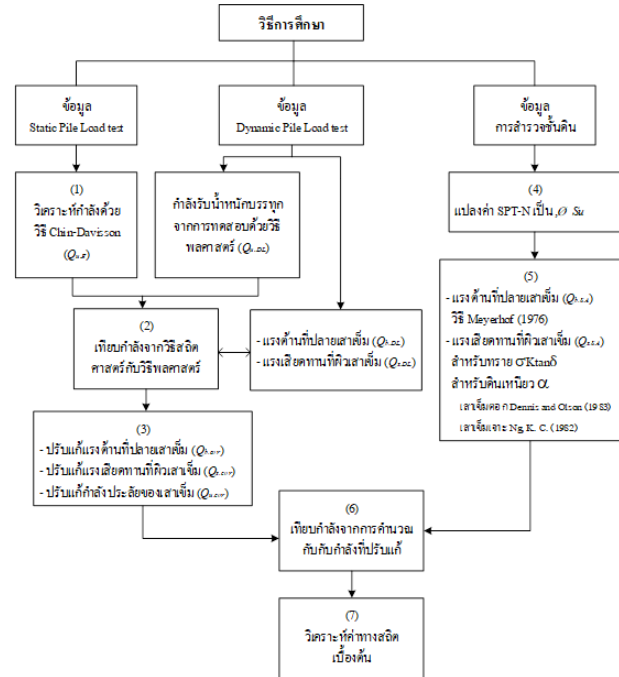 วิธีการศึกษา
ข้อมูล
Static Pile Load test
ข้อมูล
Dynamic Pile Load test
ข้อมูล
การสำรวจชั้นดิน
(1)
วิเคราะห์กำลังด้วย
วิธี Chin-Davisson
(Qu,S)
กำลังรับน้ำหนักบรรทุก
จากการทดสอบด้วยวิธี
พลศาสตร์ (Qu,DL)
(4)
แปลงค่า SPT-N เป็น ,Ø Su
(2)
เทียบกำลังจากวิธีสถิต
ศาสตร์กับวิธีพลศาสตร์
- แรงต้านที่ปลายเสาเข็ม (Qb,DL)
- แรงเสียดทานที่ผิวเสาเข็ม (Qs,DL)
(5)
- แรงต้านที่ปลายเสาเข็ม (Qb,SA)
วิธี Meyerhof (1976)
- แรงเสียดทานที่ผิวเสาเข็ม (Qs,SA)
สำหรับทราย σKtanδ
สำหรับดินเหนียว α
เสาเข็มตอก Dennis and Olson (1983)
เสาเข็มเจาะ Ng, K. C. (1982)
(3)
- ปรับแก้แรงต้านที่ปลายเสาเข็ม (Qb,corr)
- ปรับแก้แรงเสียดทานที่ผิวเสาเข็ม (Qs,corr)
- ปรับแก้กำลังประลัยของเสาเข็ม (Qu,corr)
(6)
เทียบกำลังจากการคำนวณ
กับกับกำลังที่ปรับแก้
(7)
วิเคราะห์ค่าทางสถิต
เบื้องต้น